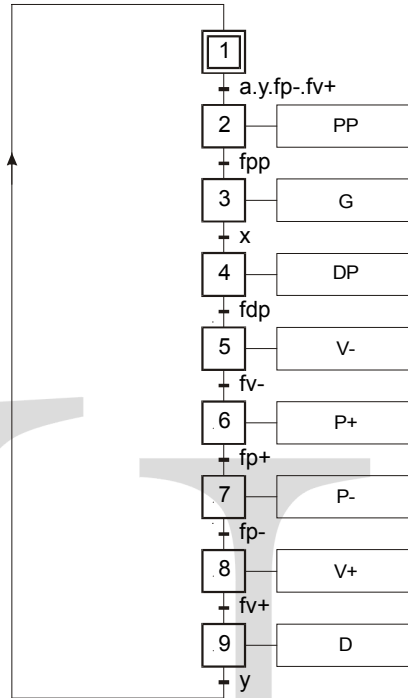 1
a.y.fp-.fv+
2 PP
fpp
3 G
x
4 DP
fdp
5 V-
fv-
6 P+
fp+
7 P-
fp-
8 V+
fv+
9 D
y